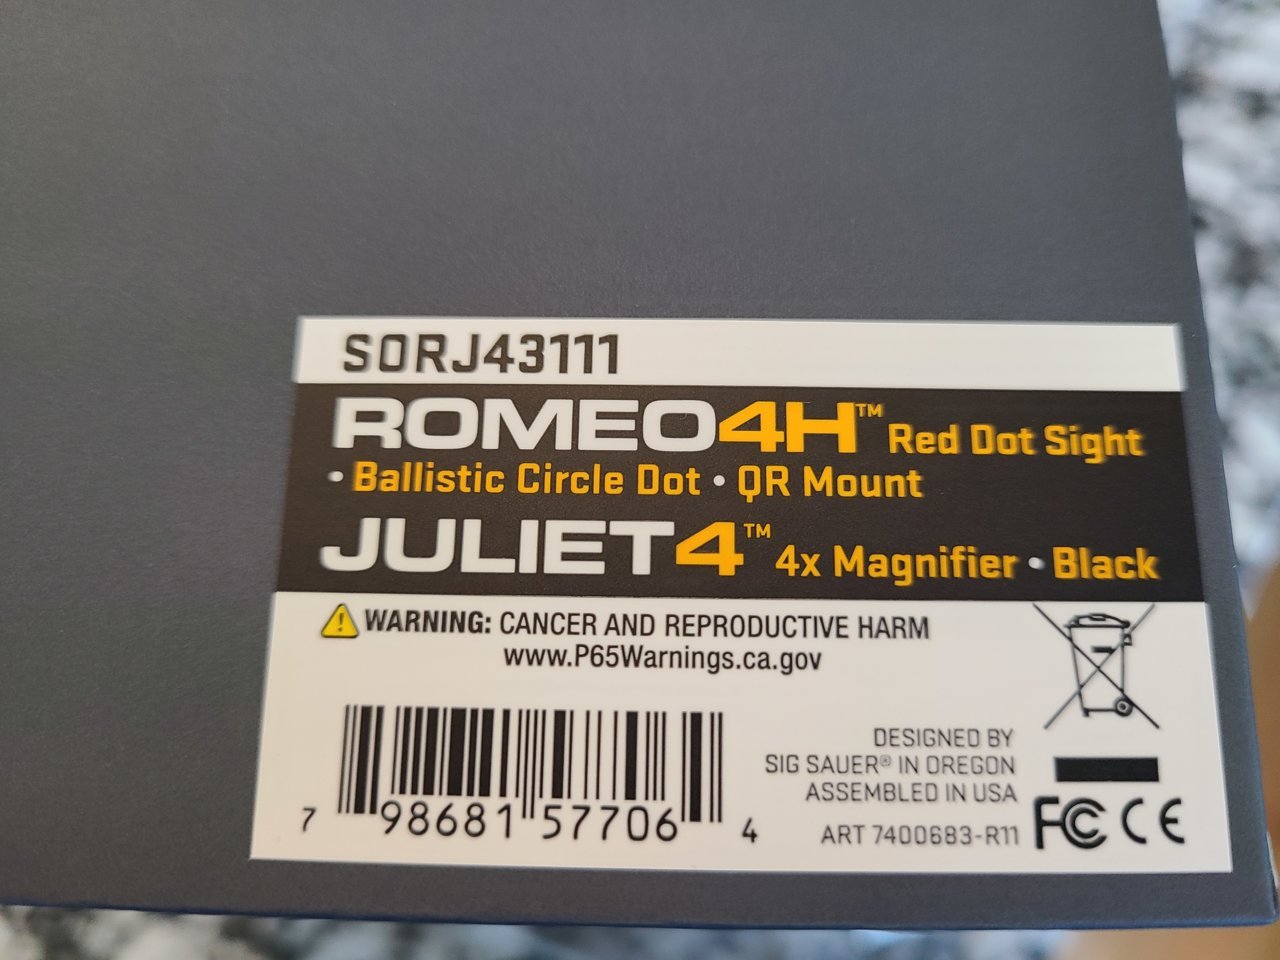 SORJ43111
ROMEO4H™ Red Dot Sight
• Ballistic Circle Dot • QR Mount
JULIET4™ 4x Magnifier • Black
WARNING: CANCER AND REPRODUCTIVE HARM
www.P65Warnings.ca.gov
DESIGNED BY
SIG SAUER® IN OREGON
ASSEMBLED IN USA
ART 7400683-R11
FC CE
7 98681 57706 4